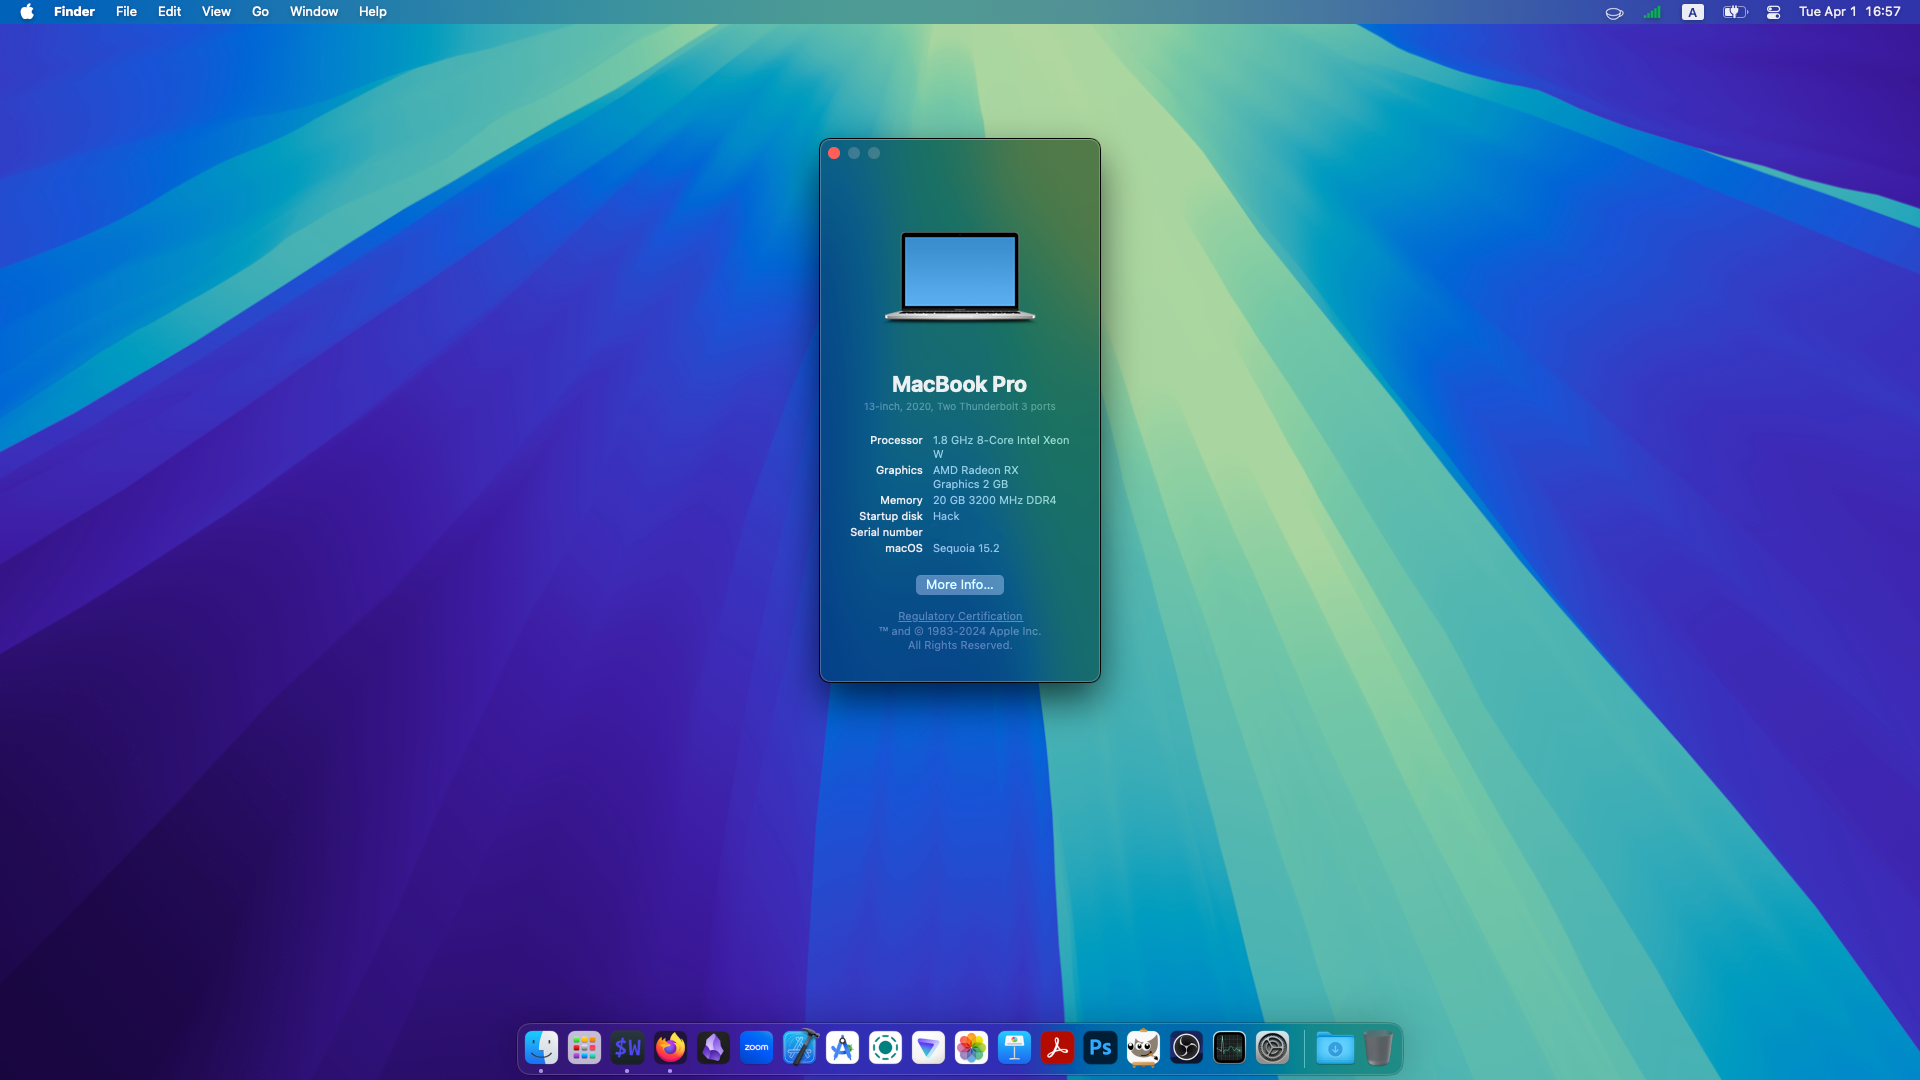 Finder File Edit View Go Window Help
A Tue Apr 1 16:57
MacBook Pro
13-inch, 2020, Two Thunderbolt 3 ports
Processor 1.8 GHz 8-Core Intel Xeon
W
Graphics AMD Radeon RX
Graphics 2 GB
Memory 20 GB 3200 MHz DDR4
Startup disk Hack
Serial number
macOS Sequoia 15.2
More Info...
Regulatory Certification
™ and © 1983-2024 Apple Inc.
All Rights Reserved.
$W zoom Ps